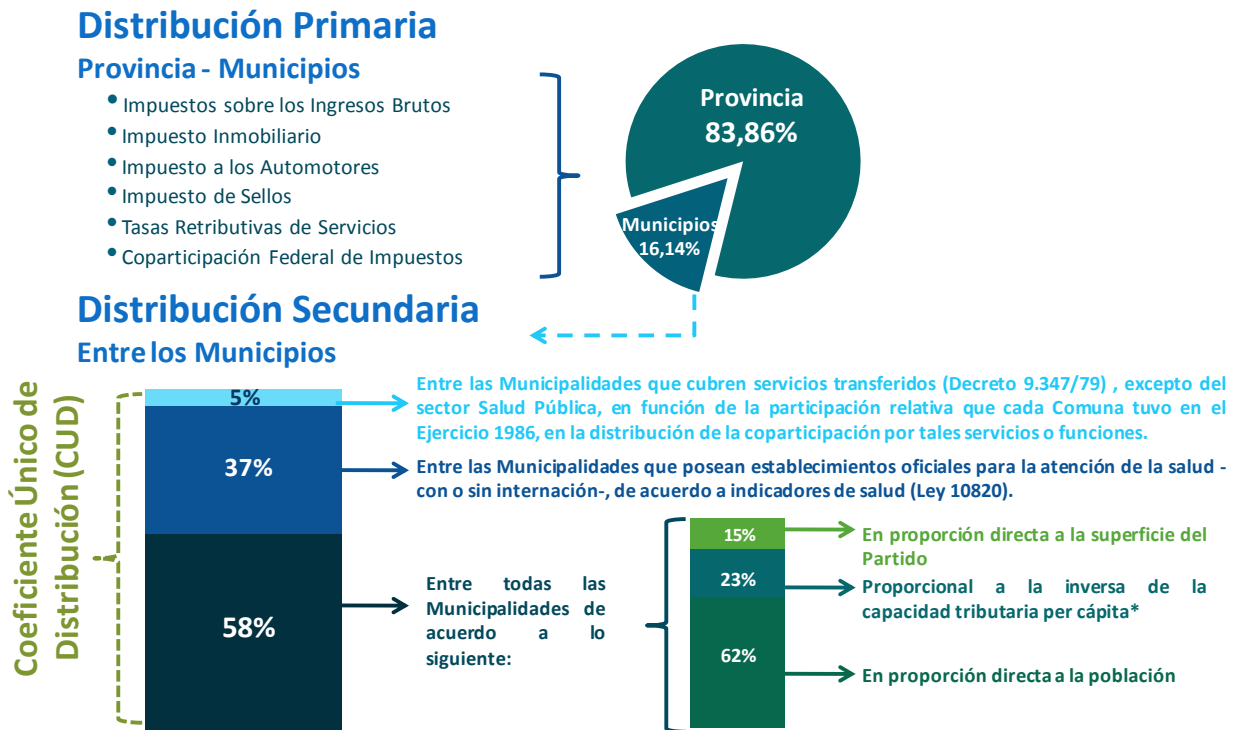 Distribución Primaria
Provincia - Municipios
• Impuestos sobre los Ingresos Brutos
• Impuesto Inmobiliario
• Impuesto a los Automotores
• Impuesto de Sellos
• Tasas Retributivas de Servicios
• Coparticipación Federal de Impuestos
Provincia
83,86%
Municipios
16,14%
Distribución Secundaria
Entre los Municipios
Coeficiente Único de
Distribución (CUD)
5%
37%
58%
Entre las Municipalidades que cubren servicios transferidos (Decreto 9.347/79) , excepto del
sector Salud Pública, en función de la participación relativa que cada Comuna tuvo en el
Ejercicio 1986, en la distribución de la coparticipación por tales servicios o funciones.
Entre las Municipalidades que posean establecimientos oficiales para la atención de la salud -
con o sin internación-, de acuerdo a indicadores de salud (Ley 10820).
Entre todas las
Municipalidades de
acuerdo a lo
siguiente:
15%
23%
62%
En proporción directa a la superficie del
Partido
Proporcional a la inversa de la
capacidad tributaria per cápita*
En proporción directa a la población